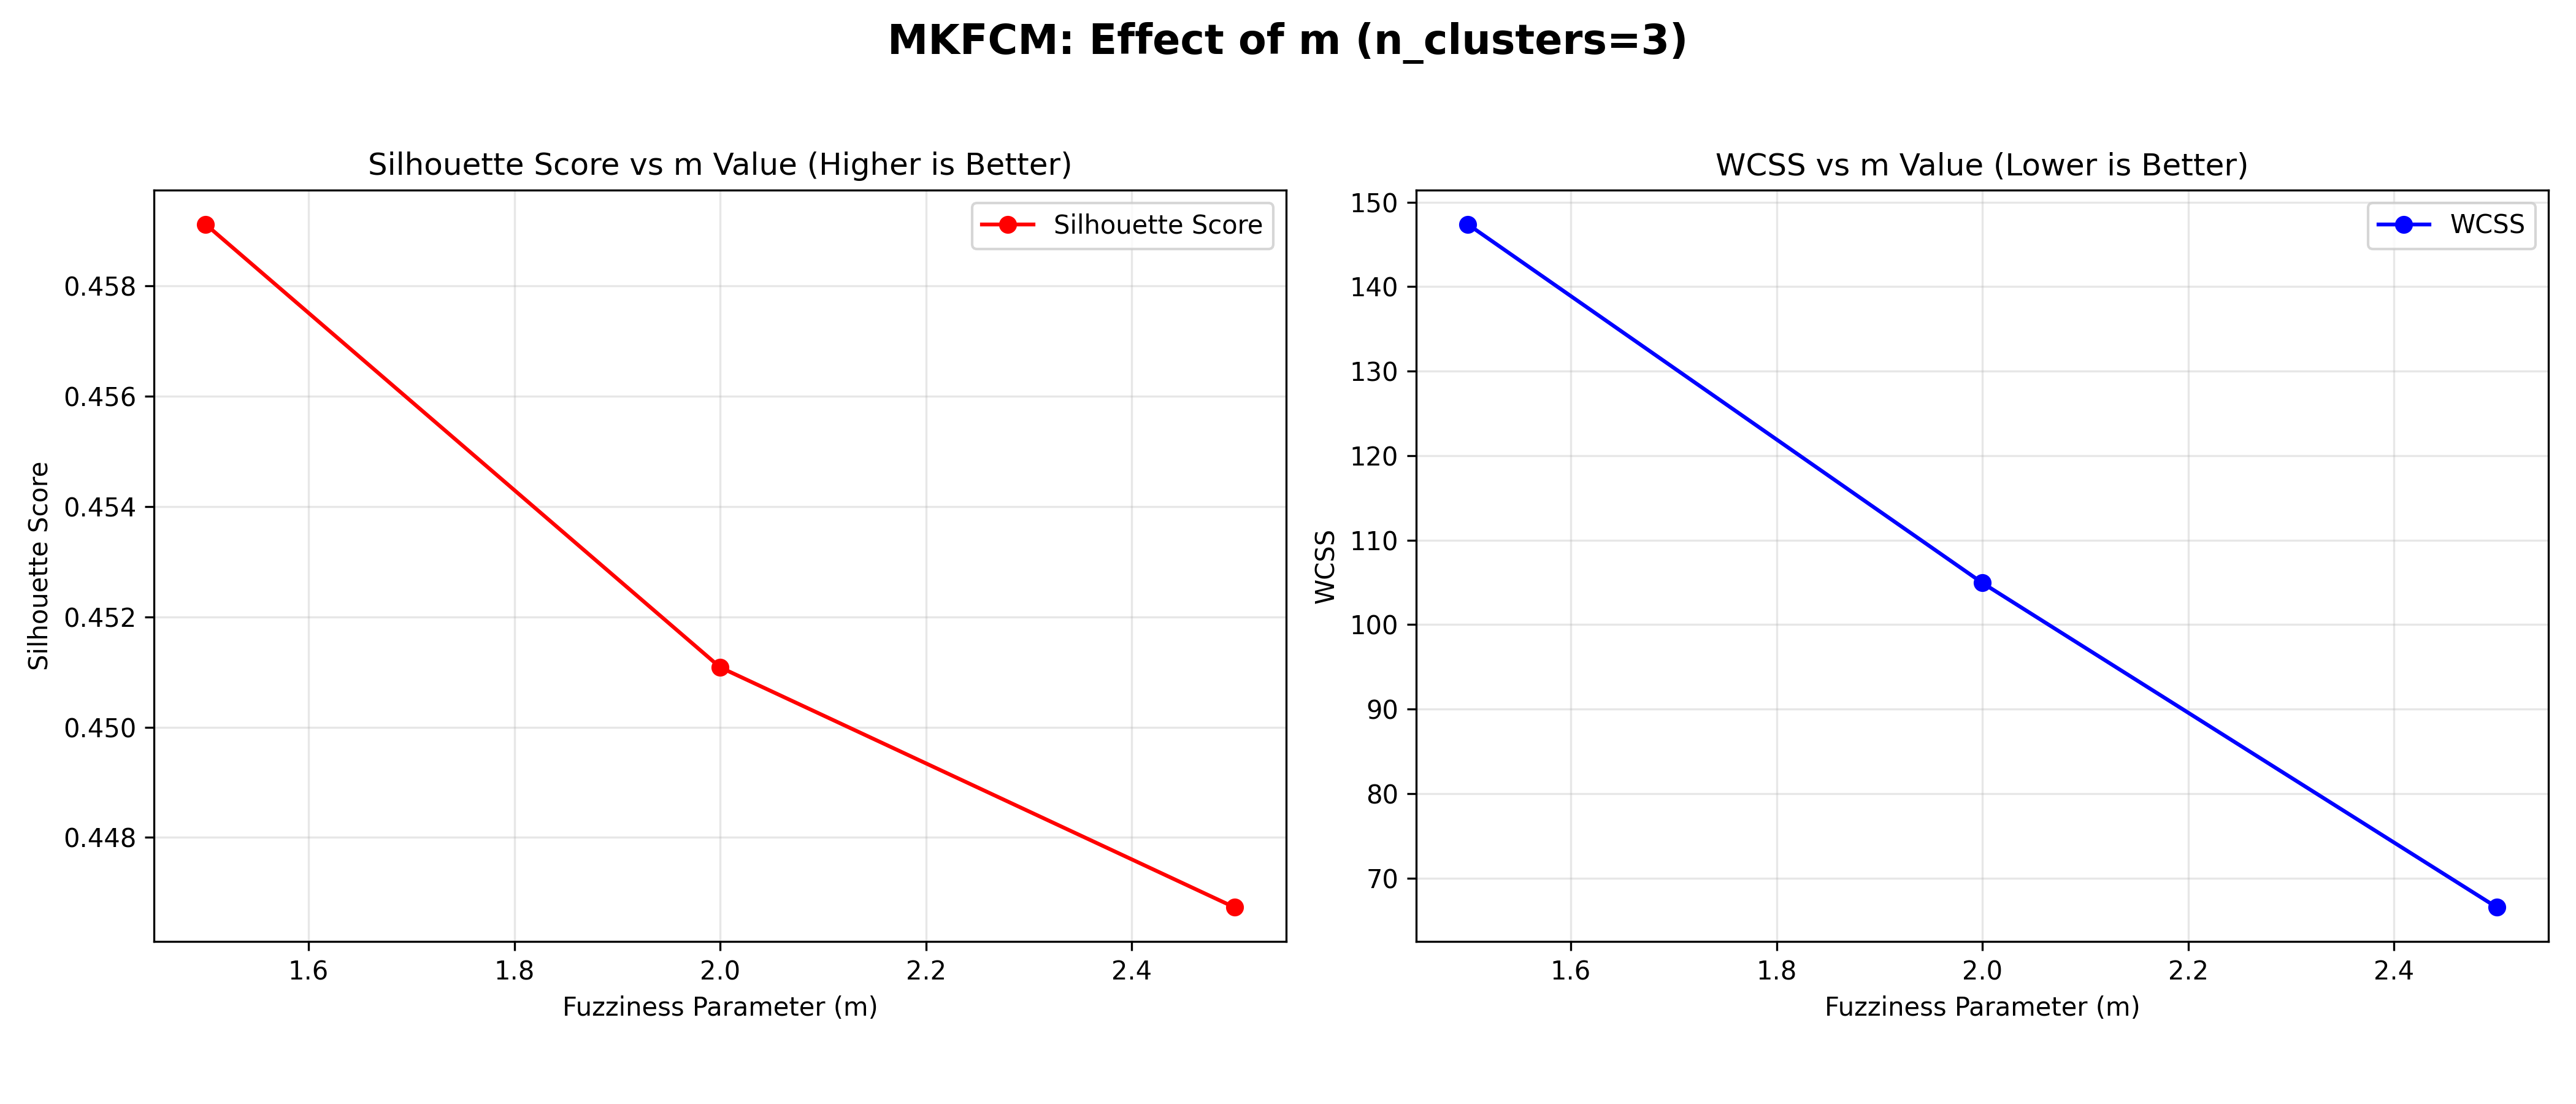 MKFCM: Effect of m (n_clusters=3)
Silhouette Score vs m Value (Higher is Better)
Silhouette Score
0.458
0.456
0.454
0.452
0.450
0.448
Silhouette Score
1.6 1.8 2.0 2.2 2.4
Fuzziness Parameter (m)
WCSS vs m Value (Lower is Better)
WCSS
150
140
130
120
110
100
90
80
70
WCSS
1.6 1.8 2.0 2.2 2.4
Fuzziness Parameter (m)